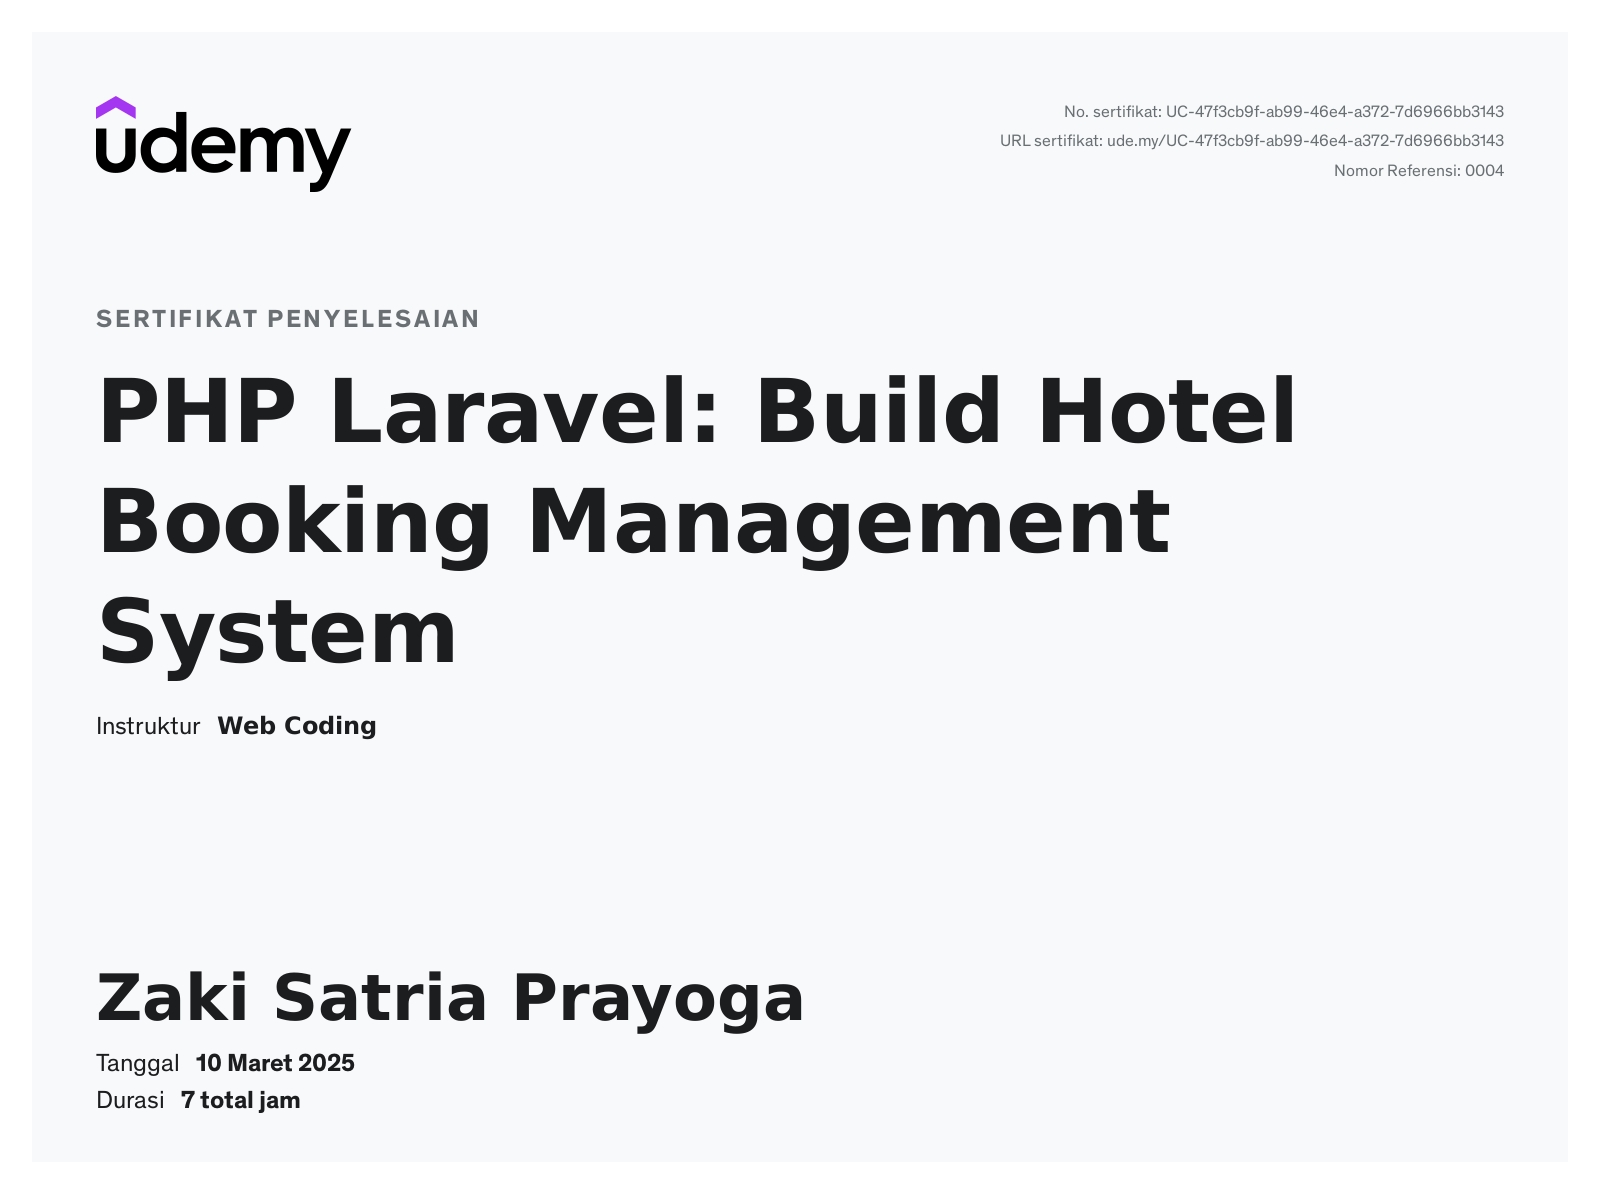 udemy
No. sertifikat: UC-47f3cb9f-ab99-46e4-a372-7d6966bb3143
URL sertifikat: ude.my/UC-47f3cb9f-ab99-46e4-a372-7d6966bb3143
Nomor Referensi: 0004
SERTIFIKAT PENYELESAIAN
PHP Laravel: Build Hotel
Booking Management
System
Instruktur Web Coding
Zaki Satria Prayoga
Tanggal 10 Maret 2025
Durasi 7 total jam